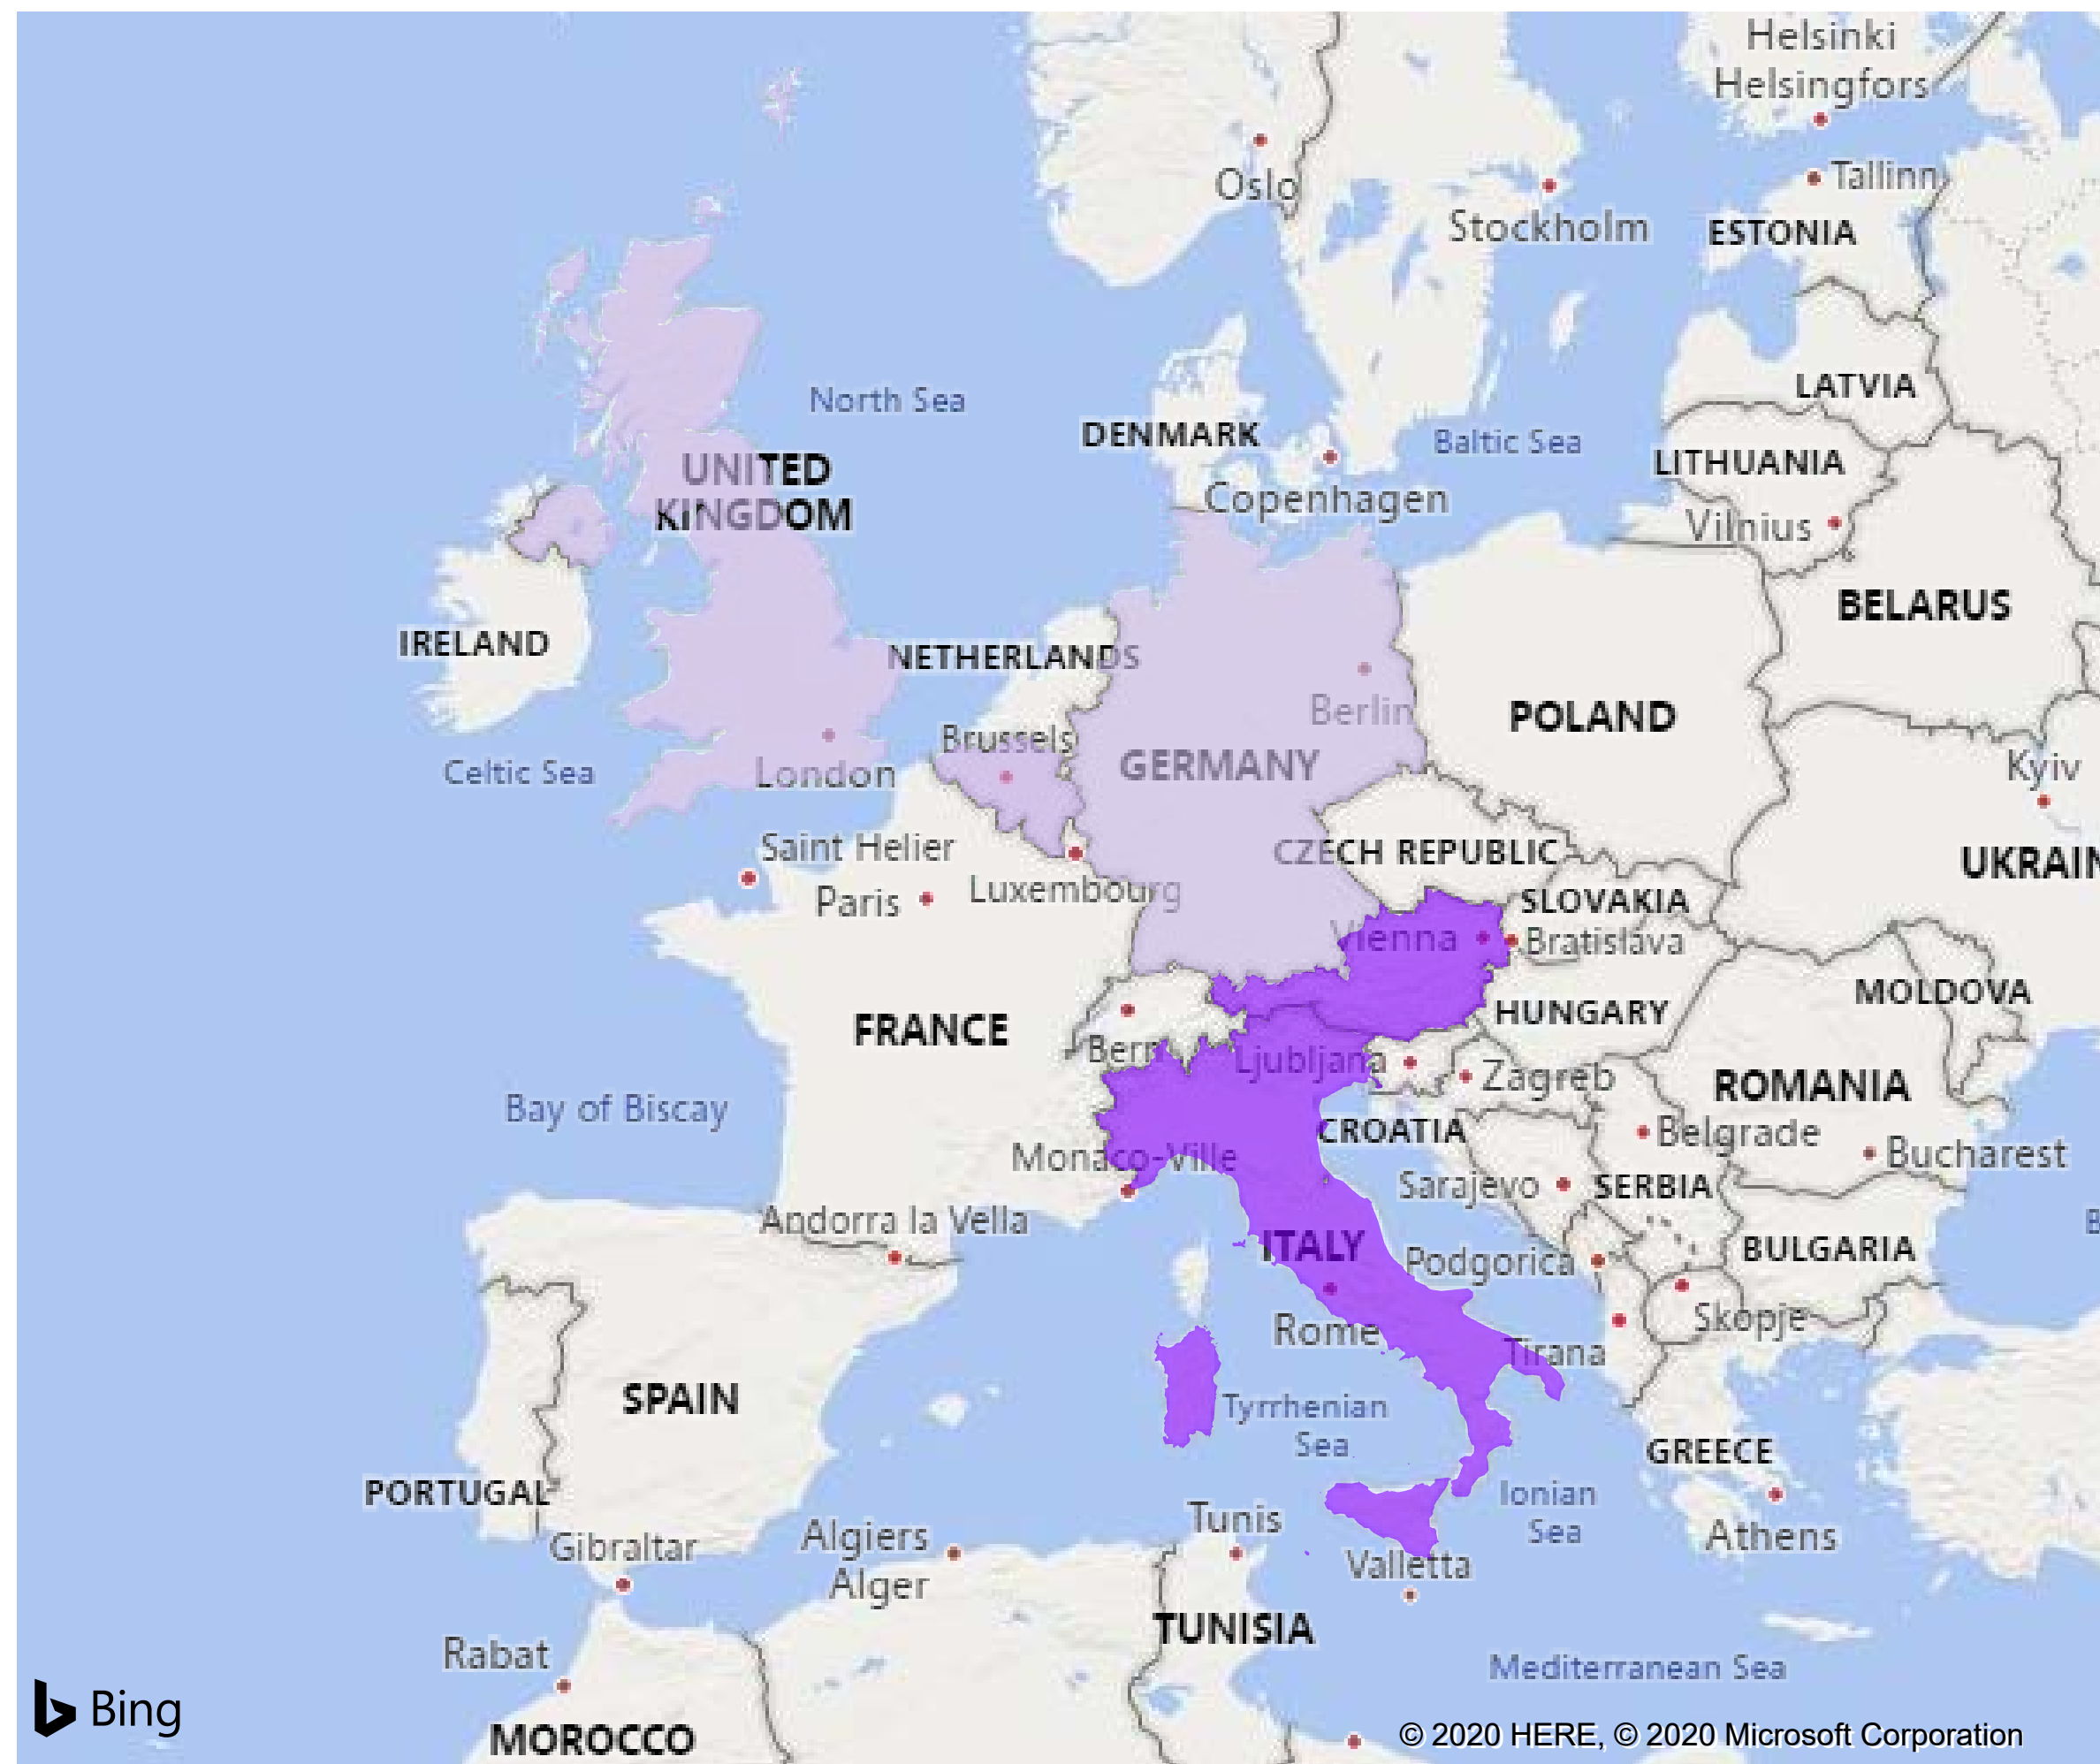 Helsinki
Helsingfors
Tallinn
Oslo
Stockholm
ESTONIA
LATVIA
North Sea
DENMARK
Baltic Sea
LITHUANIA
UNITED
KINGDOM
Copenhagen
Vilnius
BELARUS
IRELAND
NETHERLANDS
Berlin
POLAND
Brussels
GERMANY
Celtic Sea
London
Kyiv
Saint Helier
CZECH REPUBLIC
UKRAIN
Paris
Luxembourg
SLOVAKIA
Vienna
Bratislava
MOLDOVA
HUNGARY
FRANCE
Bern
Ljubljana
Zagreb
ROMANIA
Bay of Biscay
CROATIA
Belgrade
Monaco-Ville
Bucharest
Sarajevo
SERBIA
Andorra la Vella
B
ITALY
Podgorica
BULGARIA
Rome
Skopje
Tirana
SPAIN
Tyrrhenian
Sea
GREECE
PORTUGAL
Ionian
Sea
Tunis
Algiers
Alger
Gibraltar
Athens
Valletta
TUNISIA
Rabat
Mediterranean Sea
Bing
MOROCCO
© 2020 HERE, © 2020 Microsoft Corporation